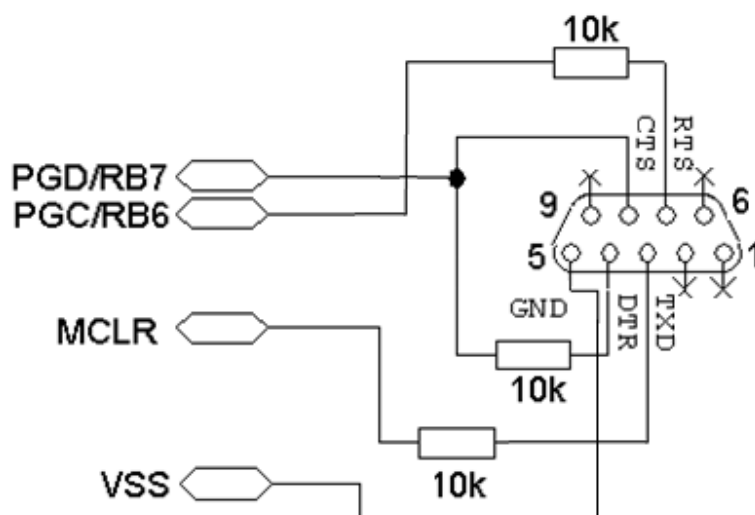 10k
CTS
RTS
PGD/RB7
PGC/RB6
9
6
5
1
GND
DTR
TXD
MCLR
10k
VSS
10k